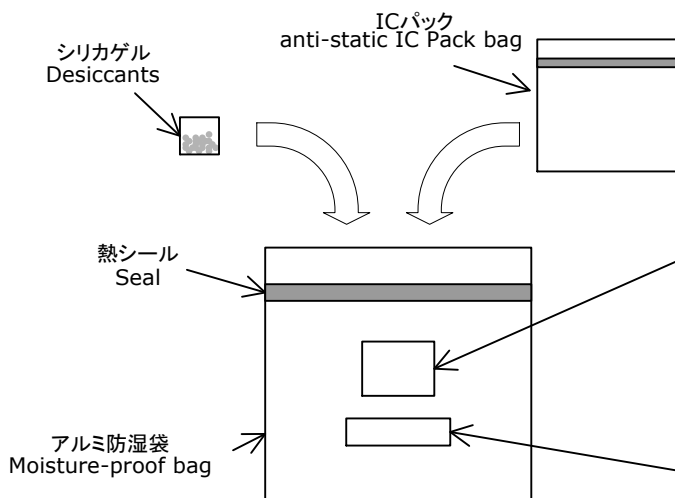 ICパック
anti-static IC Pack bag
シリカゲル
Desiccants
熱シール
Seal
アルミ防湿袋
Moisture-proof bag